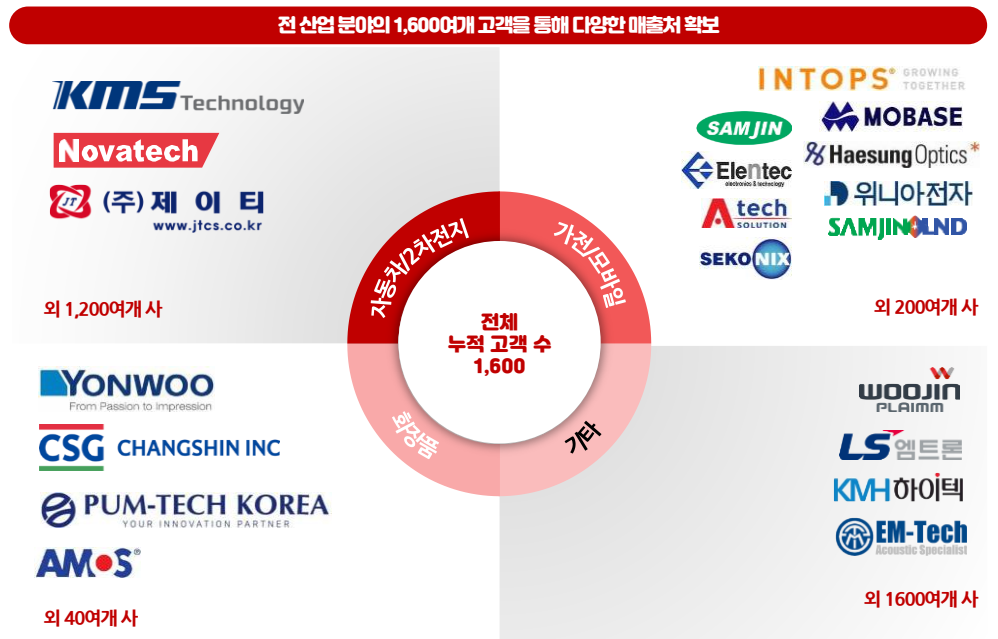 전 산업 분야의 1,600여개 고객을 통해 다양한 매출처 확보
KMS Technology
Novatech
JT (주) 제 이 티
www.jtcs.co.kr
외 1,200여개 사
INTOPS® GROWING TOGETHER
SAMJIN
MOBASE
Elentec
electronics & technology
Haesung Optics*
A tech
SOLUTION
위니아전자
SEKONIX
SAMJIN LND
외 200여개 사
자동차/2차전지
가전/모바일
전체
누적 고객 수
1,600
화장품
기타
YONWOO
From Passion to Impression
CSG CHANGSHIN INC
PUM-TECH KOREA
YOUR INNOVATION PARTNER
AMOS®
외 40여개 사
WOOJIN
PLAIMM
LS 엠트론
KMH하이텍
EM-Tech
Acoustic Specialist
외 1600여개 사